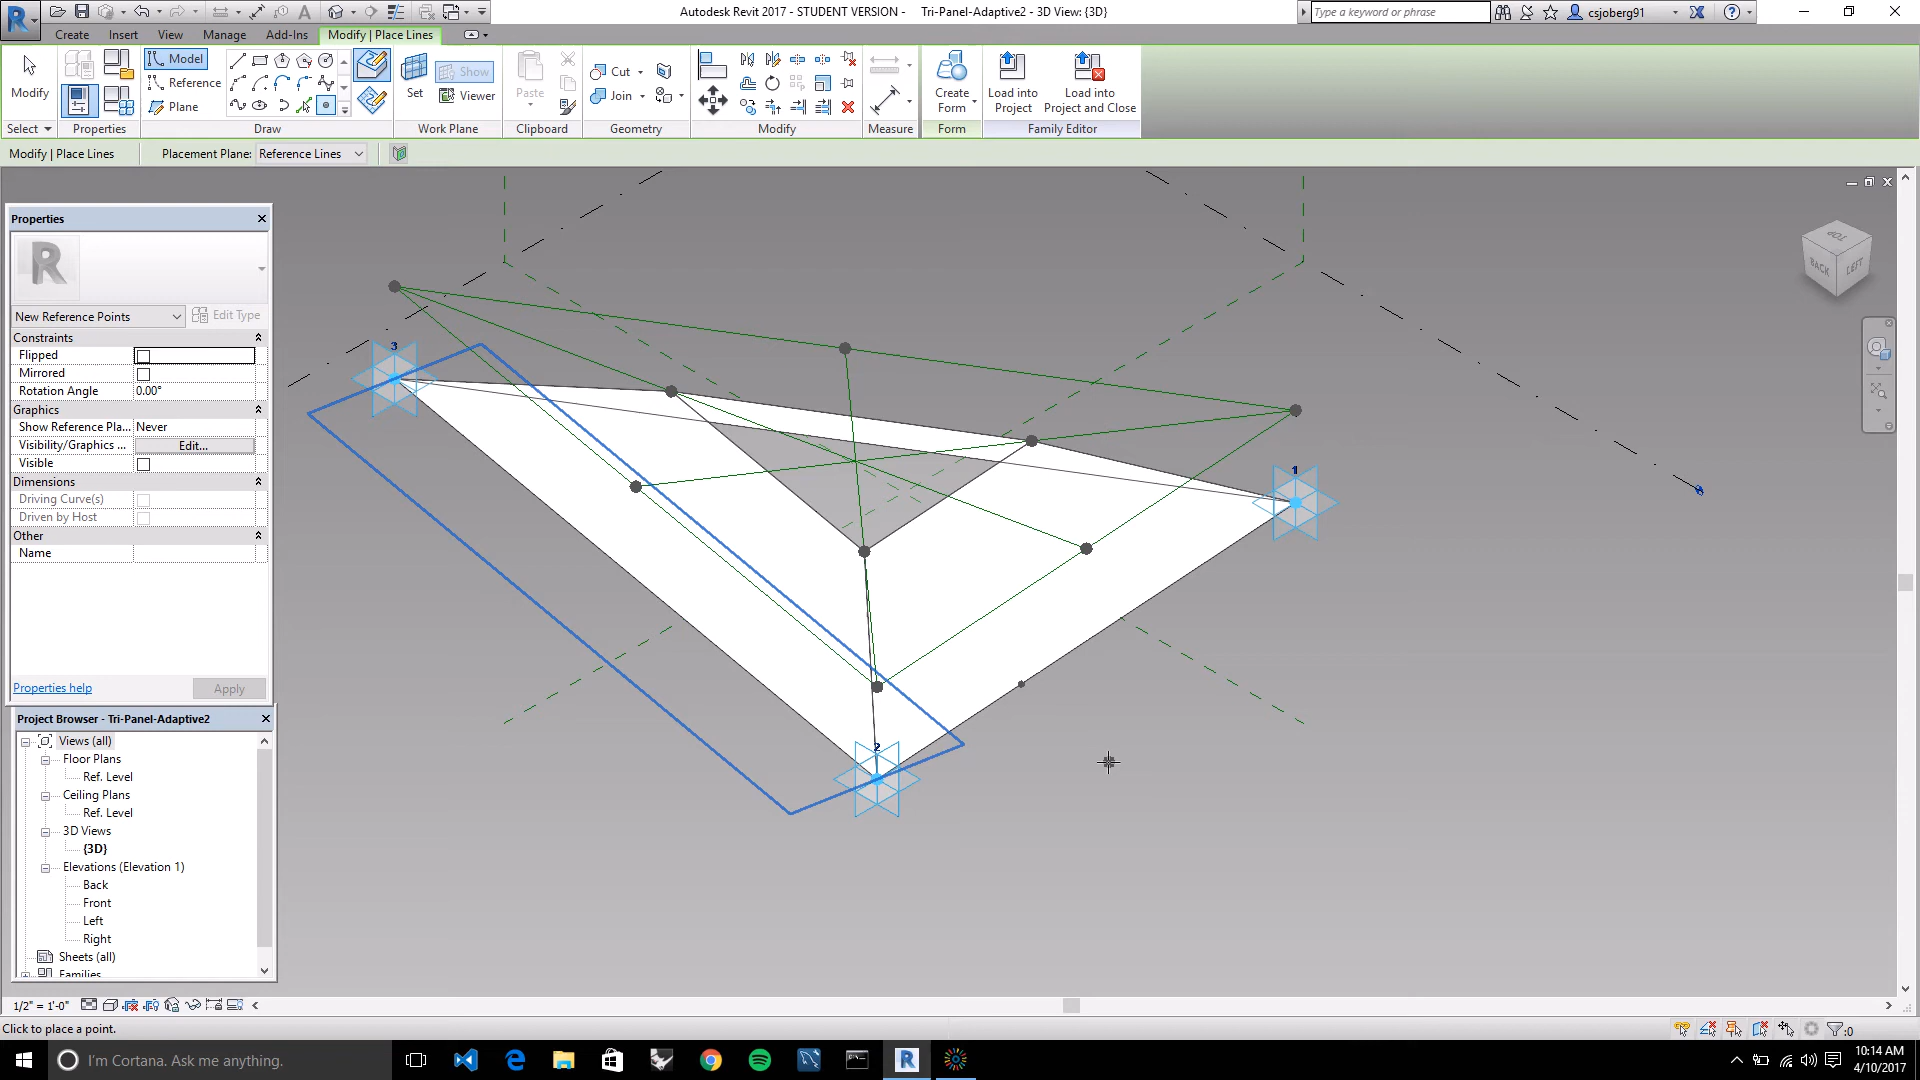 Autodesk Revit 2017 - STUDENT VERSION - Tri-Panel-Adaptive2 - 3D View: {3D}
Type a keyword or phrase
csjoberg91
Create Insert View Manage Add-Ins Modify | Place Lines
Modify
Model
Reference
Plane
Set
Show
Viewer
Paste
Cut
Join
Create Form
Load into Project
Load into Project and Close
Select Properties Draw Work Plane Clipboard Geometry Modify Measure Form Family Editor
Modify | Place Lines Placement Plane: Reference Lines
Properties
R
New Reference Points Edit Type
Constraints
Flipped
Mirrored
Rotation Angle 0.00°
Graphics
Show Reference Pla... Never
Visibility/Graphics ... Edit...
Visible
Dimensions
Driving Curve(s)
Driven by Host
Other
Name
Properties help Apply
Project Browser - Tri-Panel-Adaptive2
Views (all)
Floor Plans
Ref. Level
Ceiling Plans
Ref. Level
3D Views
{3D}
Elevations (Elevation 1)
Back
Front
Left
Right
Sheets (all)
Families
3
1
2
TOP
BACK
LEFT
1/2" = 1'-0"
Click to place a point.
:0
I'm Cortana. Ask me anything.
10:14 AM
4/10/2017